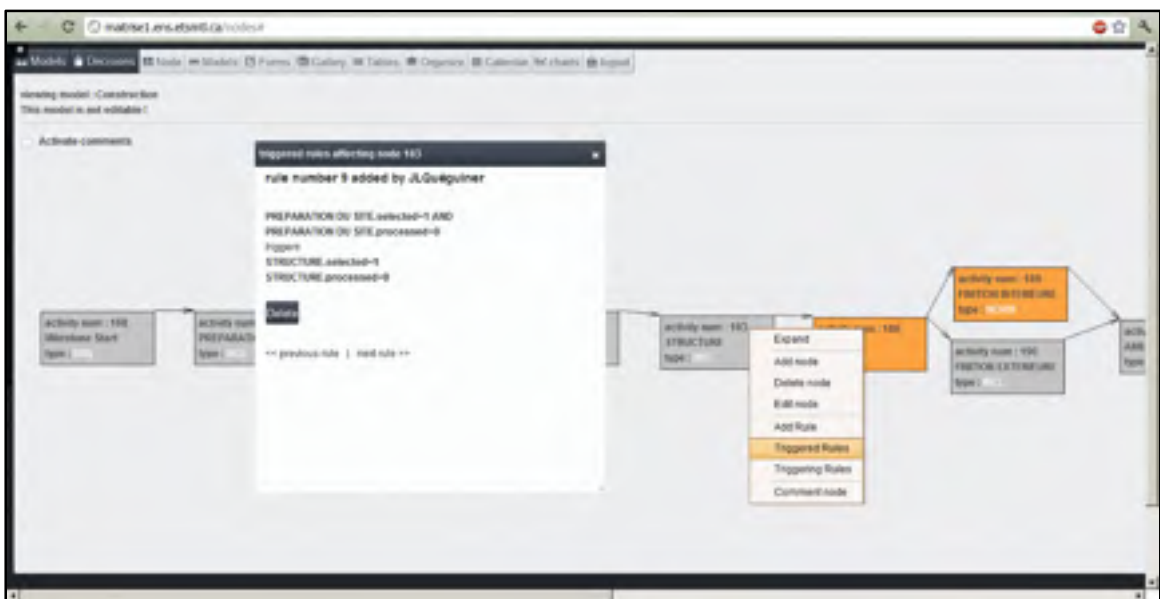 matrise1.ens.etsmtl.ca/nodes#
Models Decisions Node Models Forms Gallery Tables Organize Calendar charts logout
viewing model : Construction
This model is not editable !
Activate comments
triggered rules affecting node 163
rule number 9 added by JLGuéguiner
PREPARATION DU SITE.selected=1 AND
PREPARATION DU SITE.processed=0
triggers
STRUCTURE.selected=1
STRUCTURE.processed=0
Delete
<< previous rule | next rule >>
activity num : 160
Milestone Start
type :
activity num
PREPARATI
type :
activity num : 163
STRUCTURE
type :
Expand
Add node
Delete node
Edit node
Add Rule
Triggered Rules
Triggering Rules
Comment node
FINITION INTERIEURE
type :
activity num : 190
FINITION EXTERIEURE
type :
type